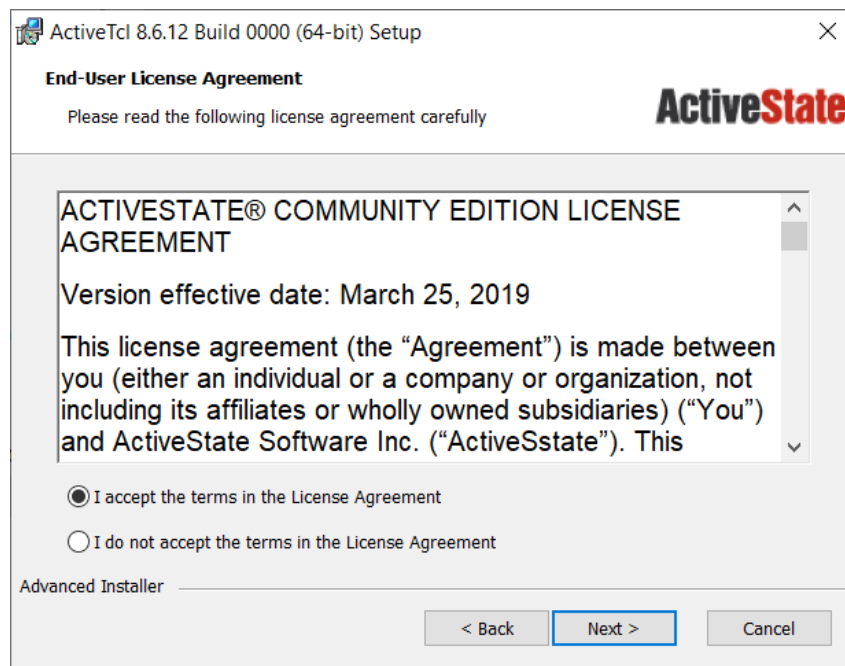 ActiveTcl 8.6.12 Build 0000 (64-bit) Setup
End-User License Agreement
Please read the following license agreement carefully
ActiveState
ACTIVESTATE® COMMUNITY EDITION LICENSE
AGREEMENT
Version effective date: March 25, 2019
This license agreement (the “Agreement”) is made between
you (either an individual or a company or organization, not
including its affiliates or wholly owned subsidiaries) (“You”)
and ActiveState Software Inc. (“ActiveSstate”). This
I accept the terms in the License Agreement
I do not accept the terms in the License Agreement
Advanced Installer
< Back
Next >
Cancel